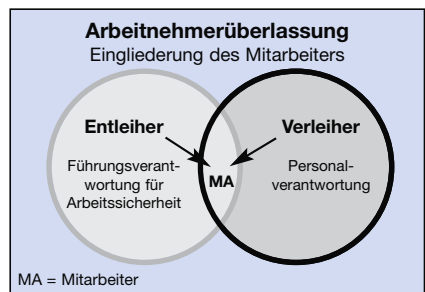 Arbeitnehmerüberlassung
Eingliederung des Mitarbeiters
Entleiher
Führungsverant-
wortung für
Arbeitssicherheit
MA
Verleiher
Personal-
verantwortung
MA = Mitarbeiter